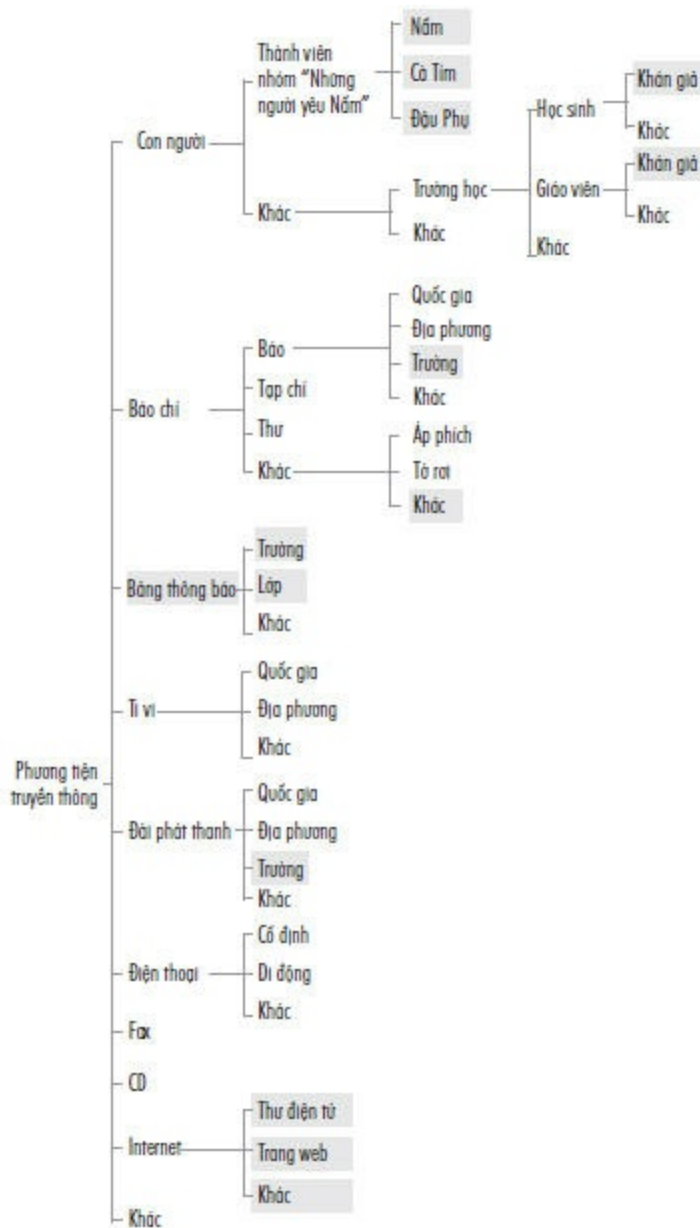 Nấm
Thành viên
nhóm "Những
người yêu Nấm"
Cà Tím
Đậu Phụ
Con người
Khác
Trường học
Khác
Học sinh
Khán giả
Khác
Giáo viên
Khán giả
Khác
Khác
Báo chí
Báo
Quốc gia
Địa phương
Trường
Khác
Tạp chí
Thư
Khác
Áp phích
Tờ rơi
Khác
Bảng thông báo
Trường
Lớp
Khác
Ti vi
Quốc gia
Địa phương
Khác
Phương tiện
truyền thông
Đài phát thanh
Quốc gia
Địa phương
Trường
Khác
Điện thoại
Cố định
Di động
Khác
Fax
CD
Internet
Thư điện tử
Trang web
Khác
Khác